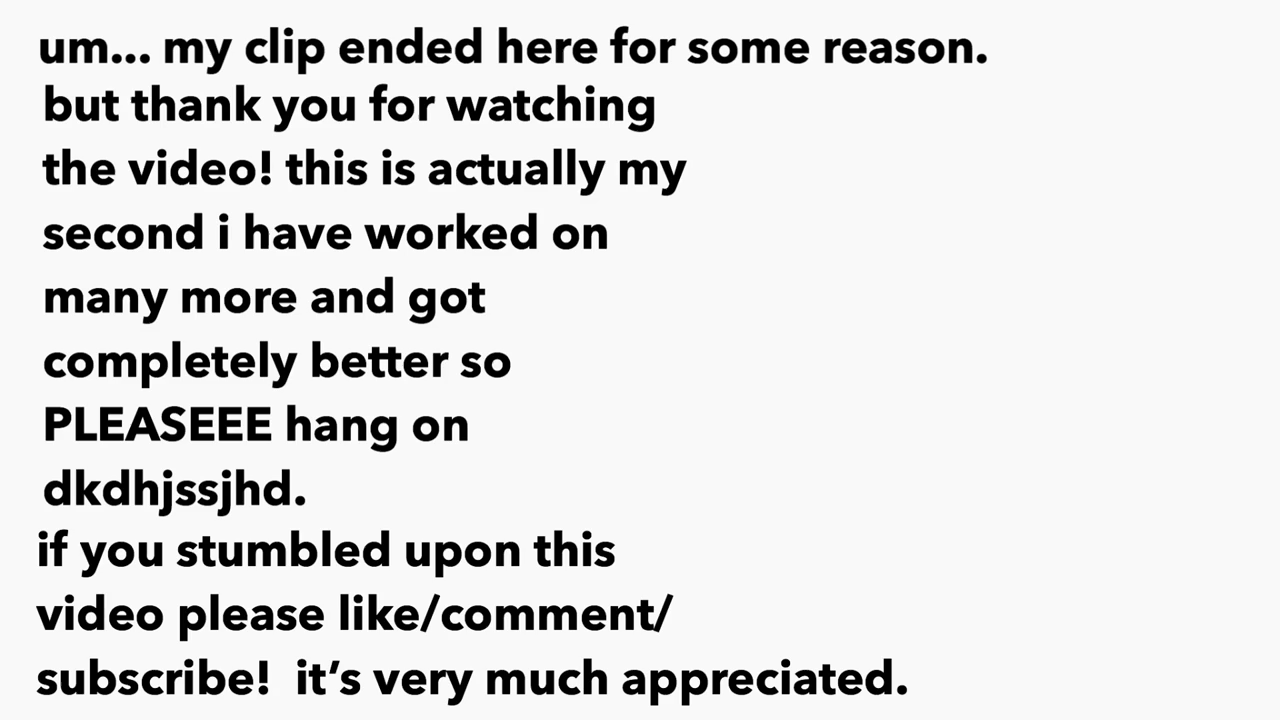 um... my clip ended here for some reason.
but thank you for watching
the video! this is actually my
second i have worked on
many more and got
completely better so
PLEASEEE hang on
dkdhjssjhd.
if you stumbled upon this
video please like/comment/
subscribe!  it’s very much appreciated.